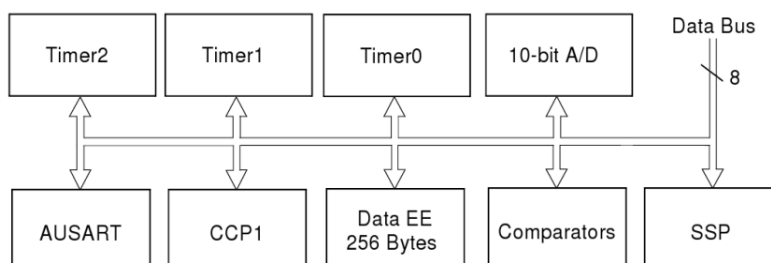 Timer2
Timer1
Timer0
10-bit A/D
Data Bus
8
AUSART
CCP1
Data EE
256 Bytes
Comparators
SSP